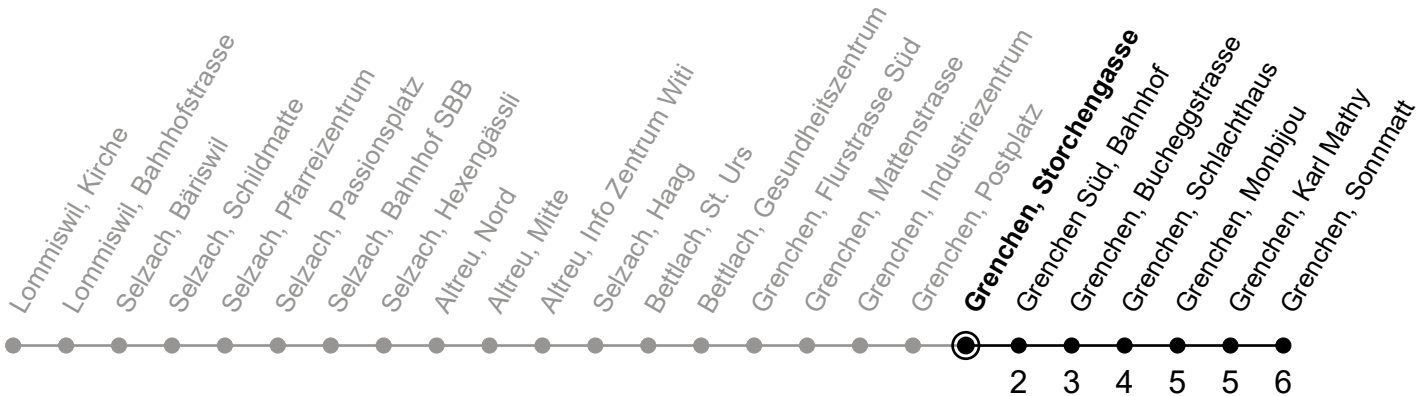 Lommiswil, Kirche
Lommiswil, Bahnhofstrasse
Selzach, Bäriswil
Selzach, Schildmatte
Selzach, Pfarreizentrum
Selzach, Passionsplatz
Selzach, Bahnhof SBB
Selzach, Hexengässli
Altreu, Nord
Altreu, Mitte
Altreu, Info Zentrum Witi
Selzach, Haag
Bettlach, St. Urs
Bettlach, Gesundheitszentrum
Grenchen, Flurstrasse Süd
Grenchen, Mattenstrasse
Grenchen, Industriezentrum
Grenchen, Postplatz
Grenchen, Storchengasse
Grenchen Süd, Bahnhof
Grenchen, Bucheggstrasse
Grenchen, Schlachthaus
Grenchen, Monbijou
Grenchen, Karl Mathy
Grenchen, Sonnmatt
2 3 4 5 5 6